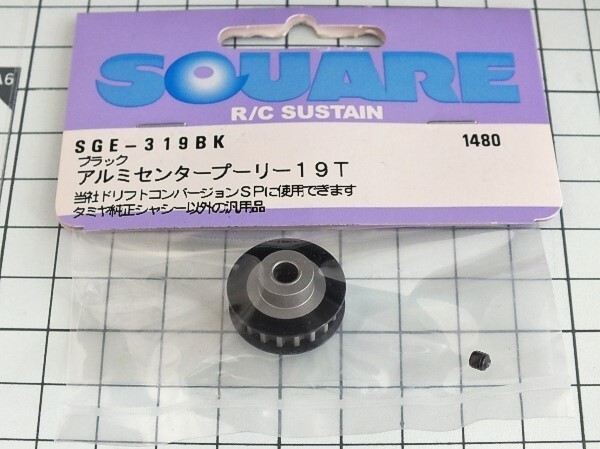 A6
SQUARE
R/C SUSTAIN
SGE-319BK 1480
ブラック
アルミセンタープーリー19T
当社ドリフトコンバージョンSPに使用できます
タミヤ純正シャシー以外の汎用品